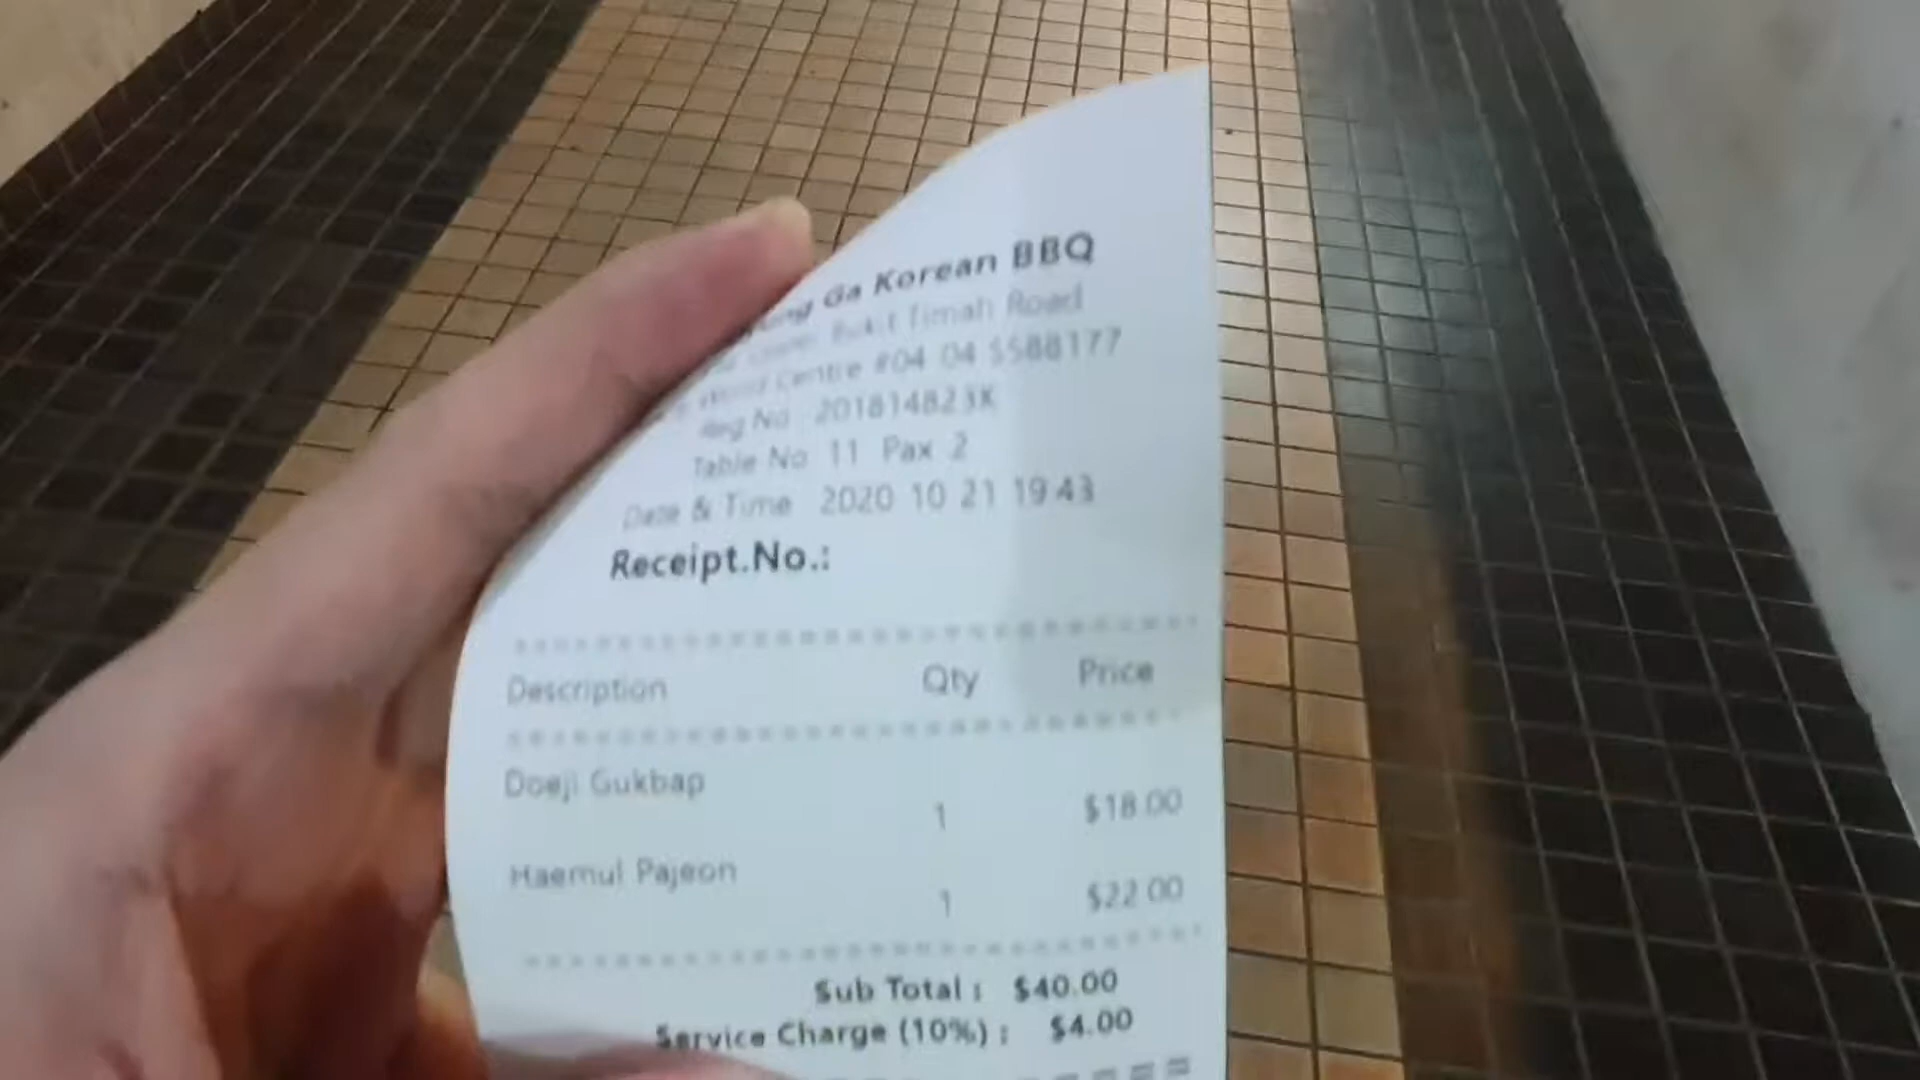 Ga Korean BBQ
Bukit Timah Road
Centre #04 04 S588177
Reg No 201814823K
Table No 11 Pax 2
Date & Time 2020 10 21 19 43
Receipt.No.:
Description Qty Price
Doeji Gukbap
1 $18.00
Haemul Pajeon
1 $22 00
Sub Total : $40.00
Service Charge (10%) : $4.00